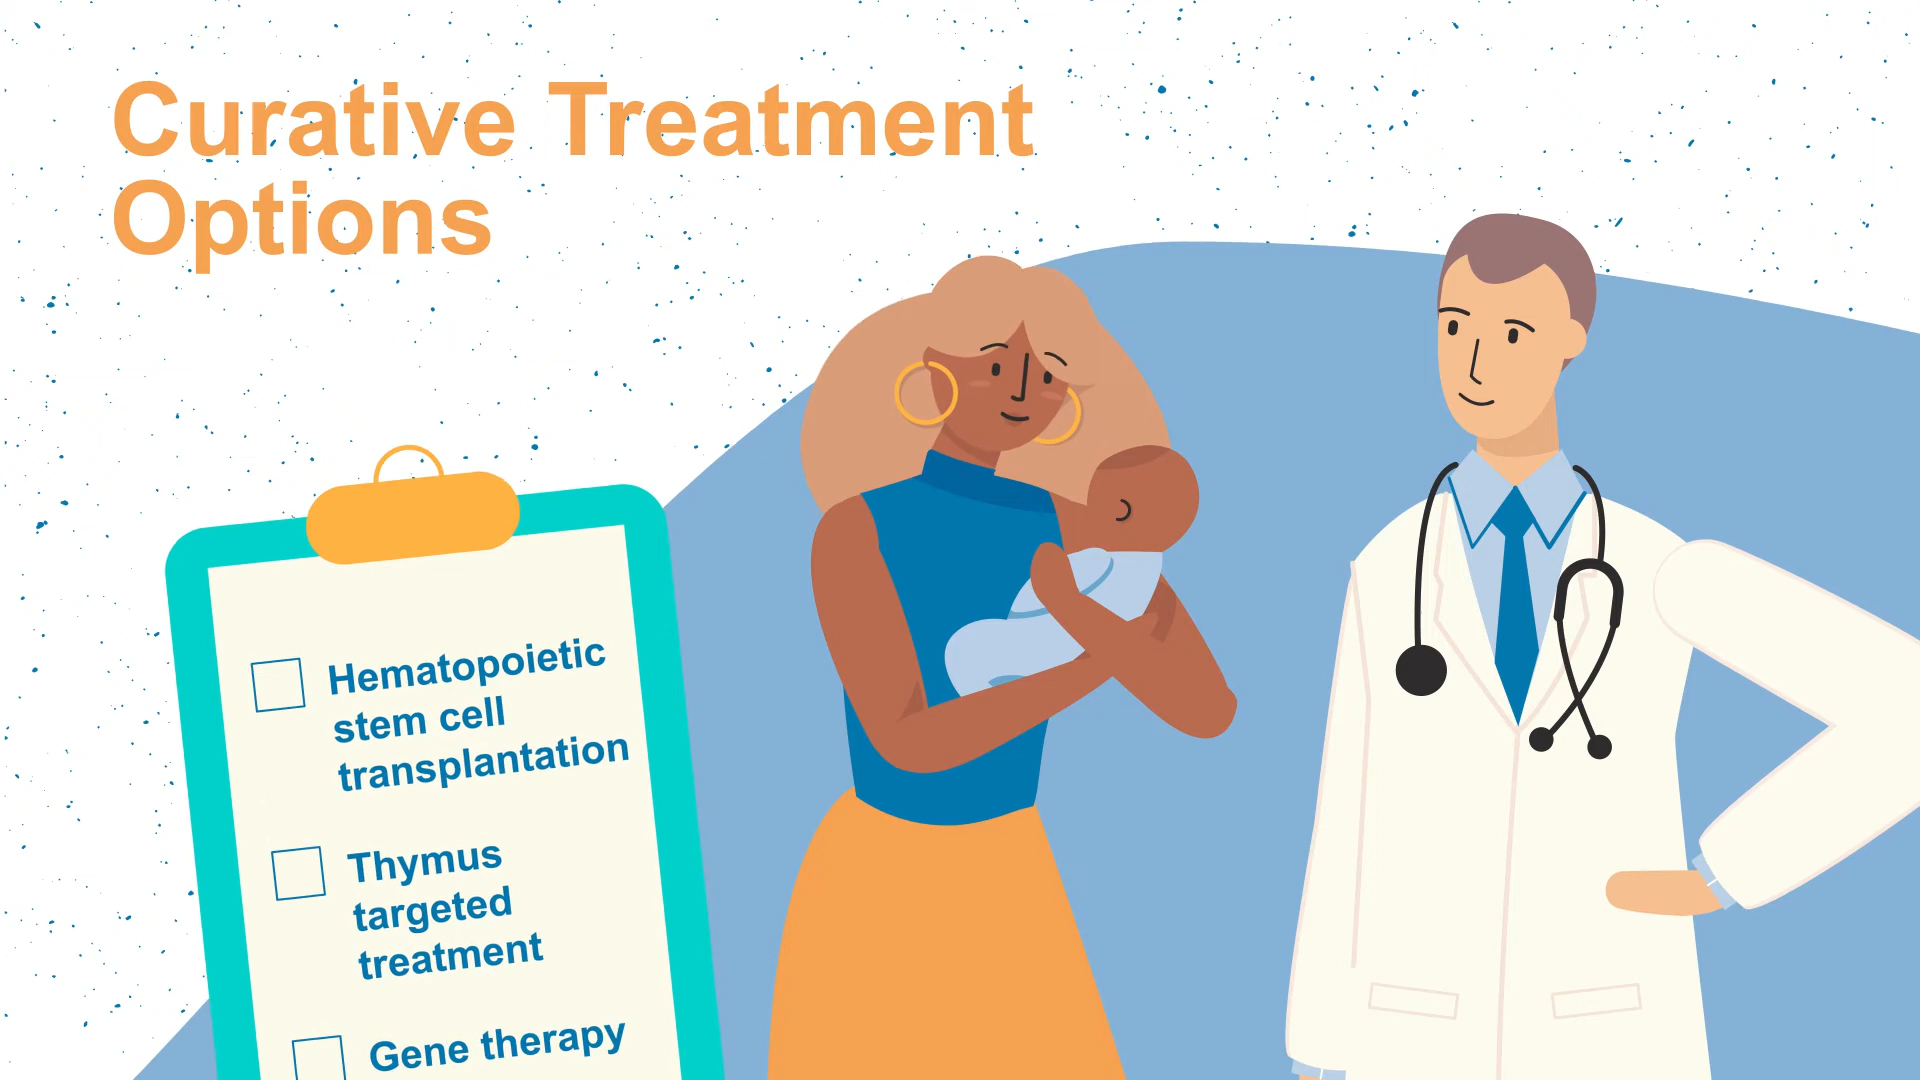 Curative Treatment
Options
Hematopoietic
stem cell
transplantation
Thymus
targeted
treatment
Gene therapy